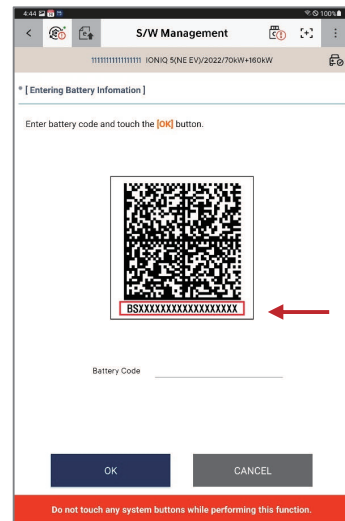 4:44
100%
S/W Management
11111111111111111 IONIQ 5(NE EV)/2022/70kW+160kW
* [ Entering Battery Infomation ]
Enter battery code and touch the [OK] button.
BSXXXXXXXXXXXXXXXXXX
Battery Code
OK
CANCEL
Do not touch any system buttons while performing this function.